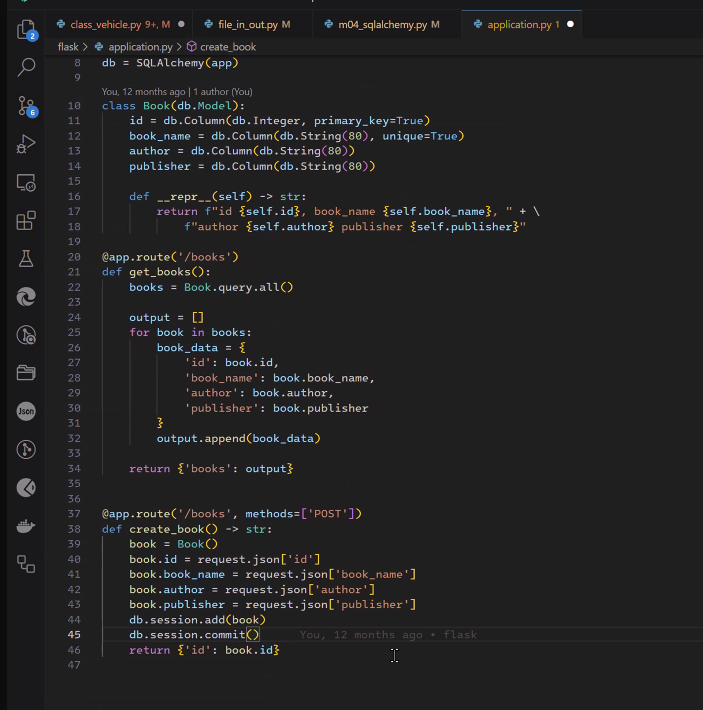 class_vehicle.py 9+, M
file_in_out.py M
m04_sqlalchemy.py M
application.py 1
flask > application.py > create_book
8 db = SQLAlchemy(app)
9
You, 12 months ago | 1 author (You)
10 class Book(db.Model):
11     id = db.Column(db.Integer, primary_key=True)
12     book_name = db.Column(db.String(80), unique=True)
13     author = db.Column(db.String(80))
14     publisher = db.Column(db.String(80))
15
16     def __repr__(self) -> str:
17         return f"id {self.id}, book_name {self.book_name}, " + \
18             f"author {self.author} publisher {self.publisher}"
19
20 @app.route('/books')
21 def get_books():
22     books = Book.query.all()
23
24     output = []
25     for book in books:
26         book_data = {
27             'id': book.id,
28             'book_name': book.book_name,
29             'author': book.author,
30             'publisher': book.publisher
31         }
32         output.append(book_data)
33
34     return {'books': output}
35
36
37 @app.route('/books', methods=['POST'])
38 def create_book() -> str:
39     book = Book()
40     book.id = request.json['id']
41     book.book_name = request.json['book_name']
42     book.author = request.json['author']
43     book.publisher = request.json['publisher']
44     db.session.add(book)
45     db.session.commit() You, 12 months ago • flask
46     return {'id': book.id}
47
2
6
Json